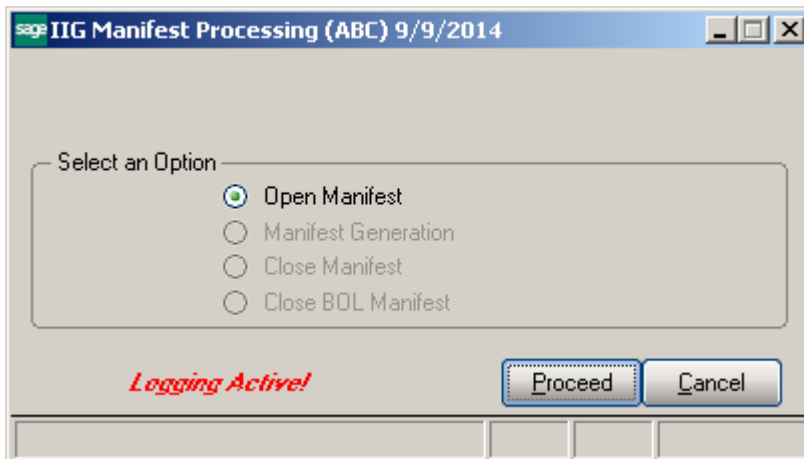 sage IIG Manifest Processing (ABC) 9/9/2014
Select an Option
Open Manifest
Manifest Generation
Close Manifest
Close BOL Manifest
Logging Active!
Proceed Cancel